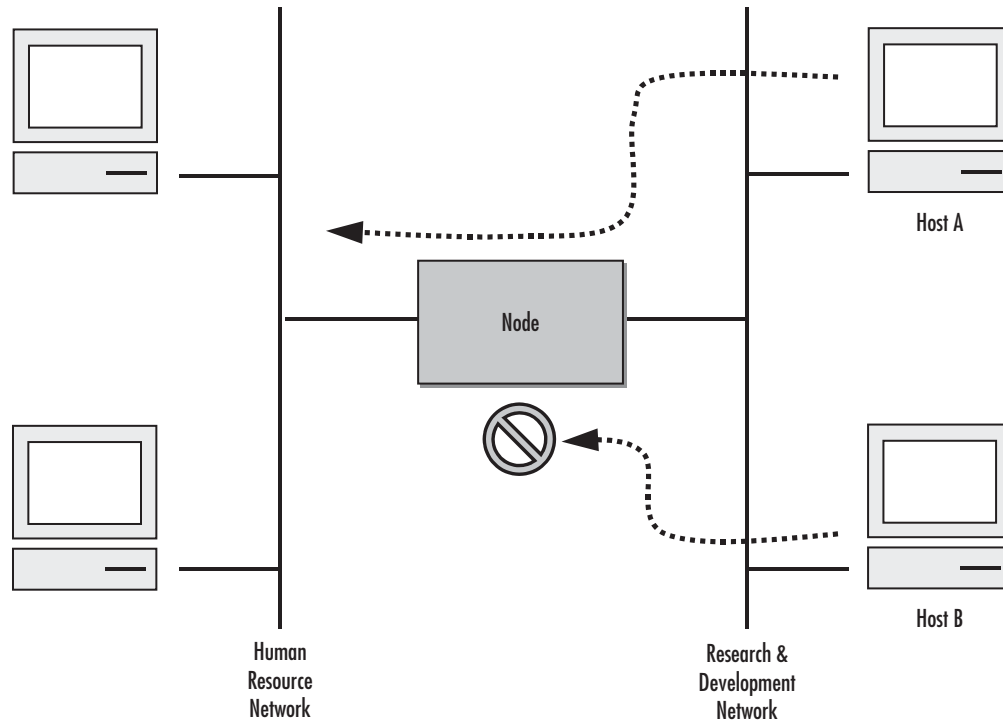 Host A
Node
Host B
Human
Resource
Network
Research &
Development
Network